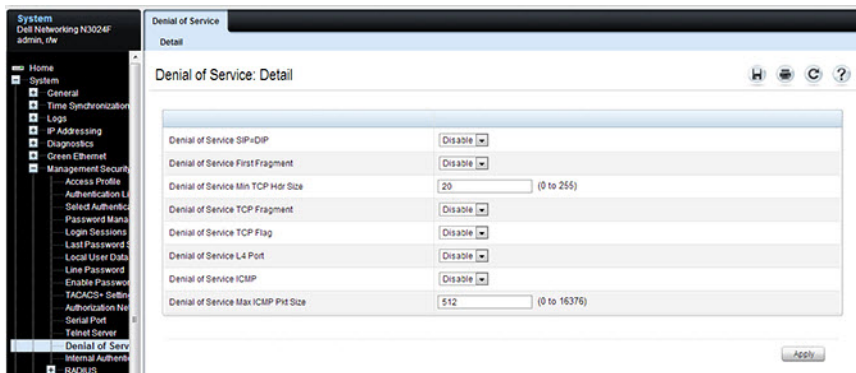 System
Dell Networking N3024F
admin, r/w
Home
System
General
Time Synchronization
Logs
IP Addressing
Diagnostics
Green Ethernet
Management Security
Access Profile
Authentication Li
Select Authentica
Password Mana
Login Sessions
Last Password S
Local User Data
Line Password
Enable Passwor
TACACS+ Settin
Authorization Net
Serial Port
Telnet Server
Denial of Serv
Internal Authenti
RADIUS
Denial of Service
Detail
Denial of Service: Detail
Denial of Service SIP=DIP Disable
Denial of Service First Fragment Disable
Denial of Service Min TCP Hdr Size 20 (0 to 255)
Denial of Service TCP Fragment Disable
Denial of Service TCP Flag Disable
Denial of Service L4 Port Disable
Denial of Service ICMP Disable
Denial of Service Max ICMP Pkt Size 512 (0 to 16376)
Apply